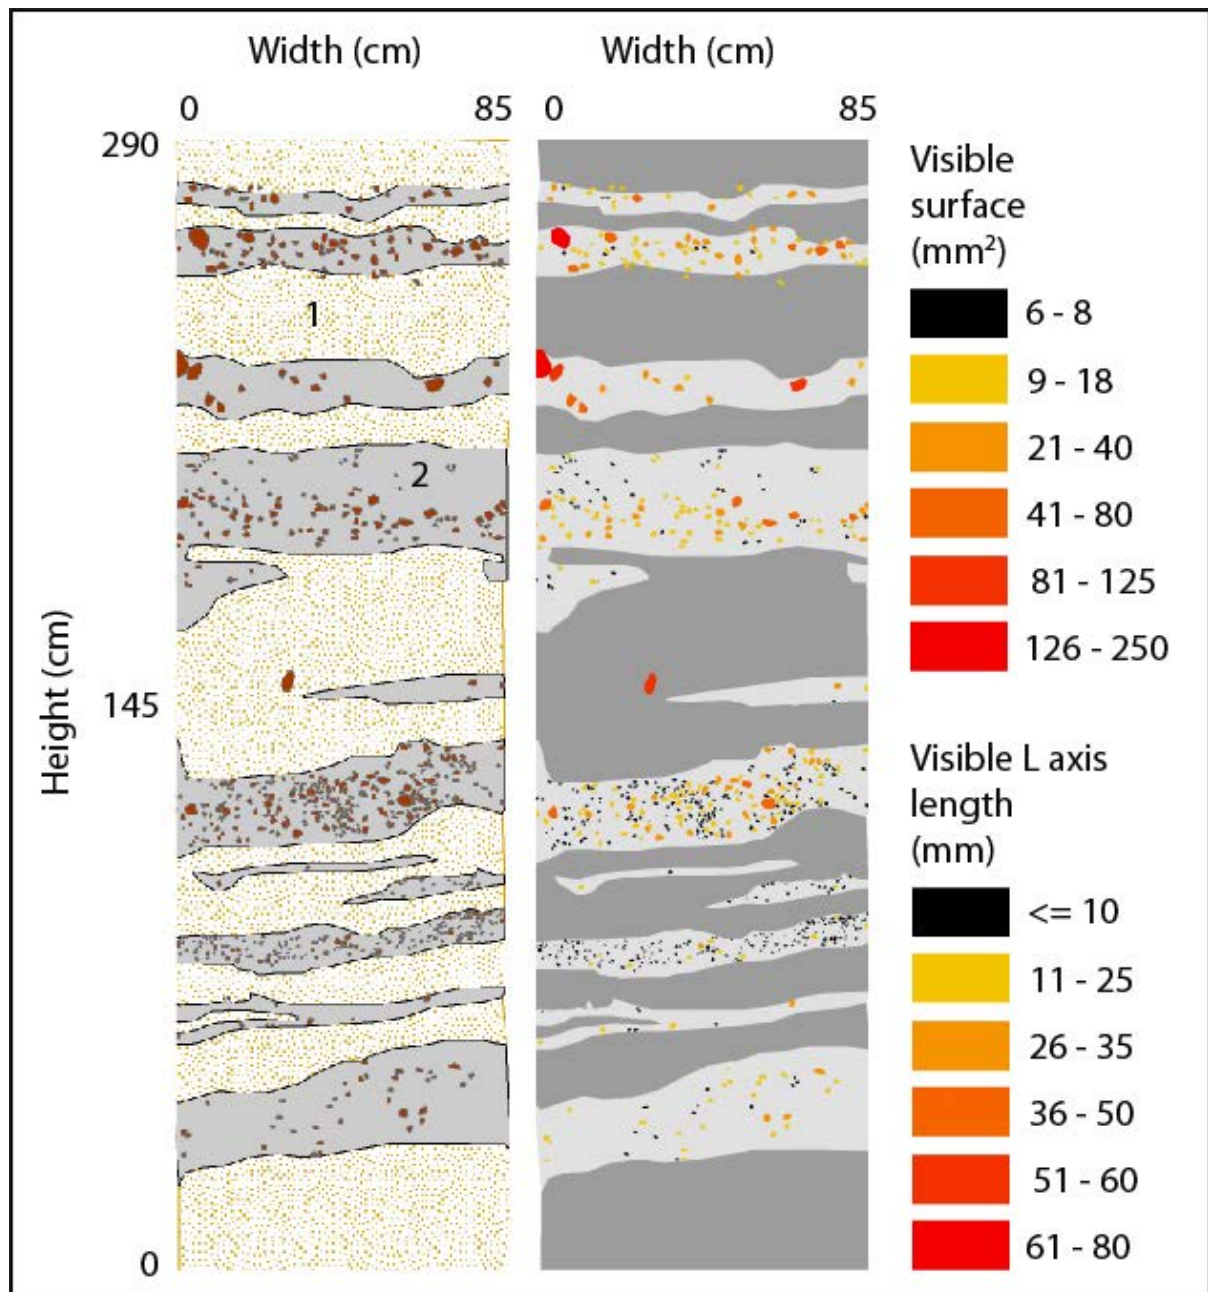 Width (cm)
Width (cm)
0
85
0
85
290
145
0
Height (cm)
1
2
Visible
surface
(mm²)
6 - 8
9 - 18
21 - 40
41 - 80
81 - 125
126 - 250
Visible L axis
length
(mm)
<= 10
11 - 25
26 - 35
36 - 50
51 - 60
61 - 80